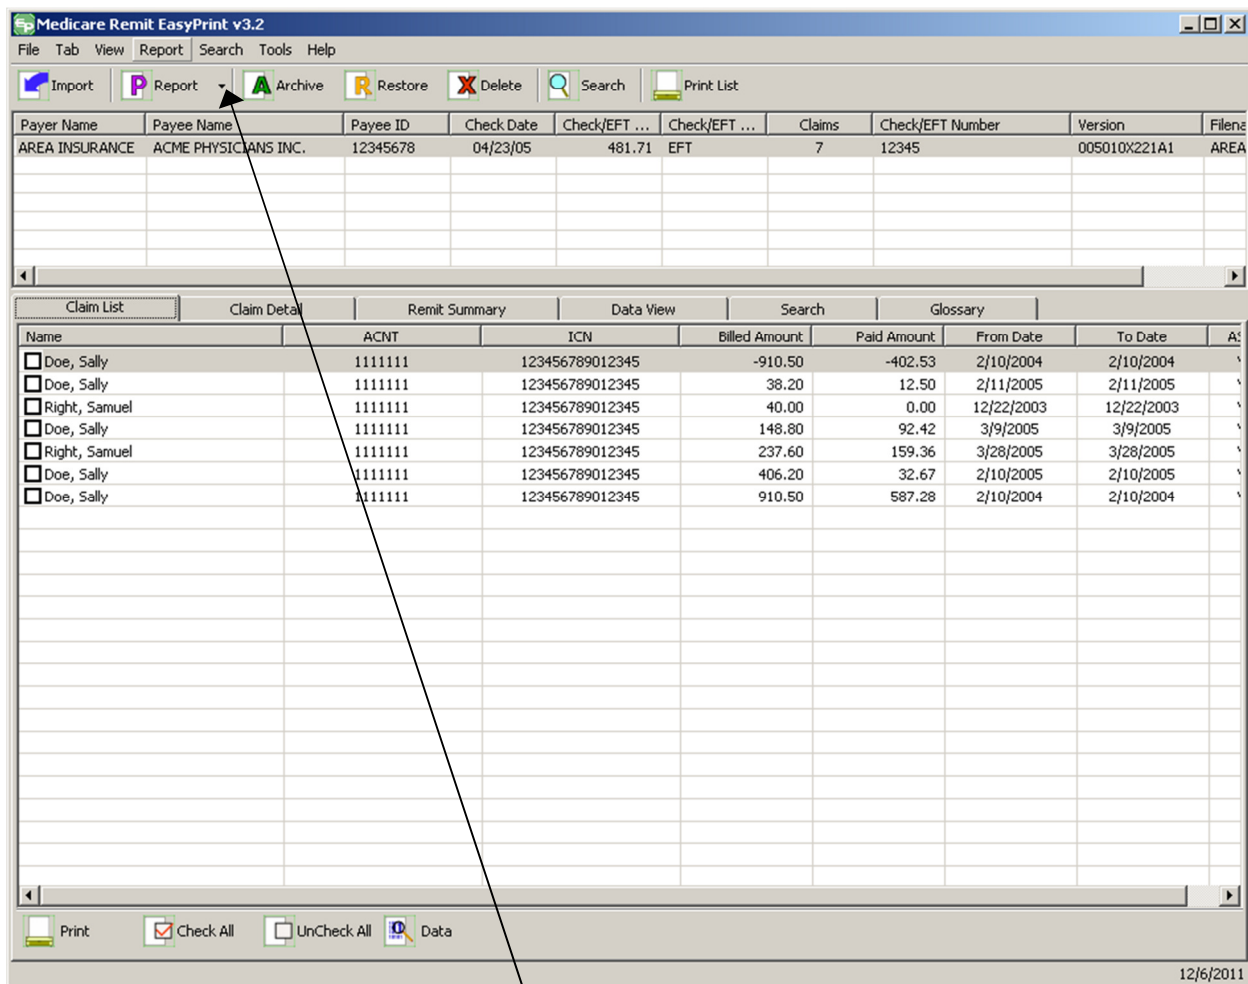 Medicare Remit EasyPrint v3.2
File Tab View Report Search Tools Help
Import Report Archive Restore Delete Search Print List
Payer Name Payee Name Payee ID Check Date Check/EFT ... Check/EFT ... Claims Check/EFT Number Version Filena
AREA INSURANCE ACME PHYSICIANS INC. 12345678 04/23/05 481.71 EFT 7 12345 005010X221A1 AREA
Claim List Claim Detail Remit Summary Data View Search Glossary
Name ACNT ICN Billed Amount Paid Amount From Date To Date AS
Doe, Sally 1111111 123456789012345 -910.50 -402.53 2/10/2004 2/10/2004
Doe, Sally 1111111 123456789012345 38.20 12.50 2/11/2005 2/11/2005
Right, Samuel 1111111 123456789012345 40.00 0.00 12/22/2003 12/22/2003
Doe, Sally 1111111 123456789012345 148.80 92.42 3/9/2005 3/9/2005
Right, Samuel 1111111 123456789012345 237.60 159.36 3/28/2005 3/28/2005
Doe, Sally 1111111 123456789012345 406.20 32.67 2/10/2005 2/10/2005
Doe, Sally 1111111 123456789012345 910.50 587.28 2/10/2004 2/10/2004
Print Check All UnCheck All Data
12/6/2011